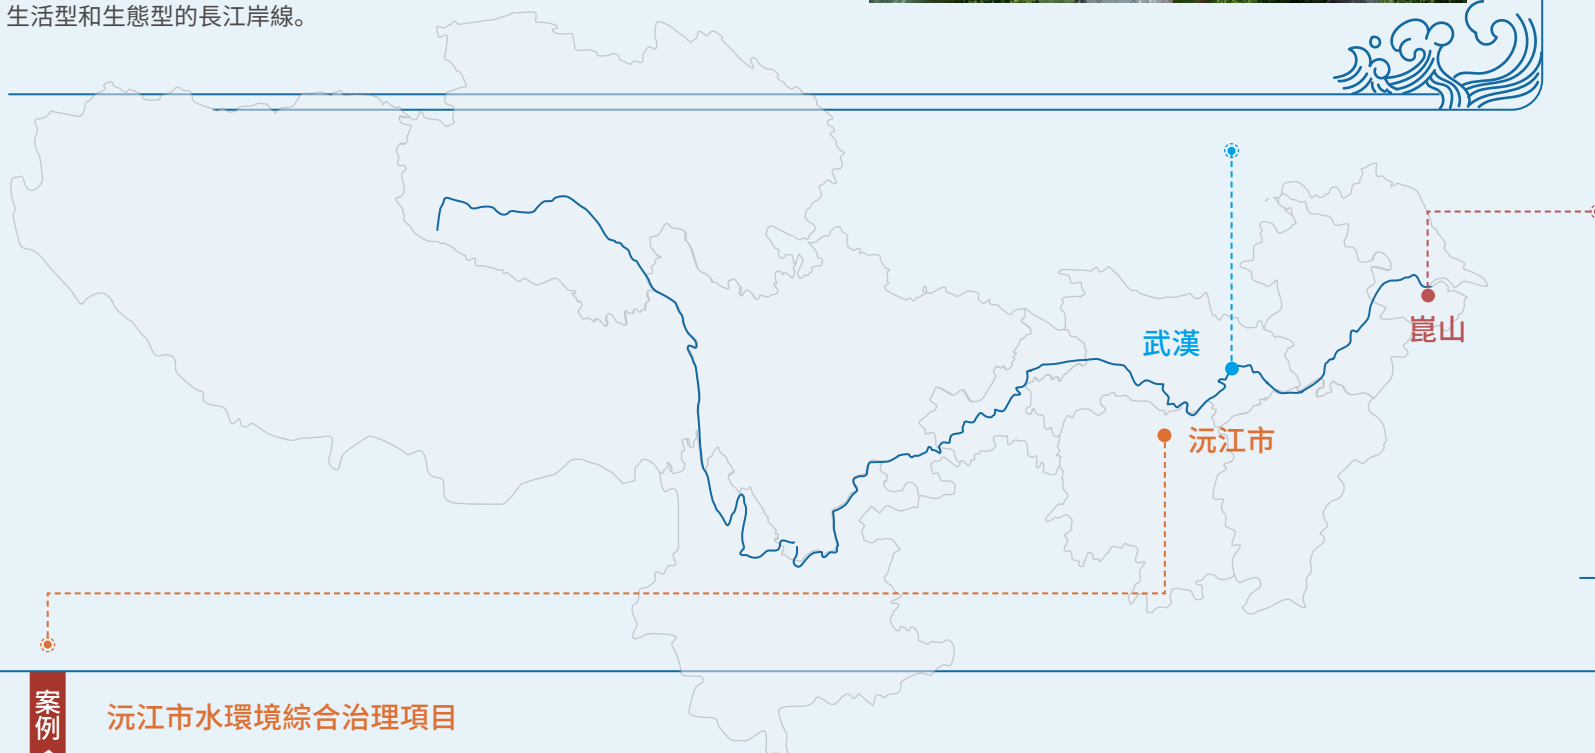 生活型和生態型的長江岸線。
武漢
崑山
沅江市
案例
沅江市水環境綜合治理項目